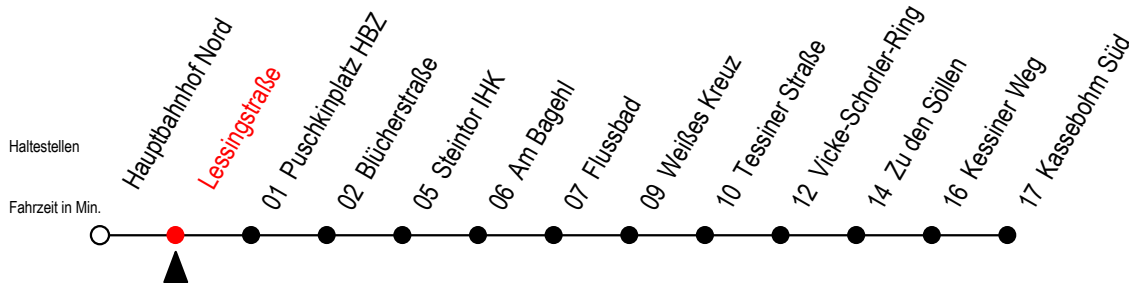 Haltestellen
Fahrzeit in Min.
Hauptbahnhof Nord
Lessingstraße
01 Puschkinplatz HBZ
02 Blücherstraße
05 Steintor IHK
06 Am Bagehl
07 Flussbad
09 Weißes Kreuz
10 Tessiner Straße
12 Vicke-Schorler-Ring
14 Zu den Söllen
16 Kessiner Weg
17 Kassebohm Süd